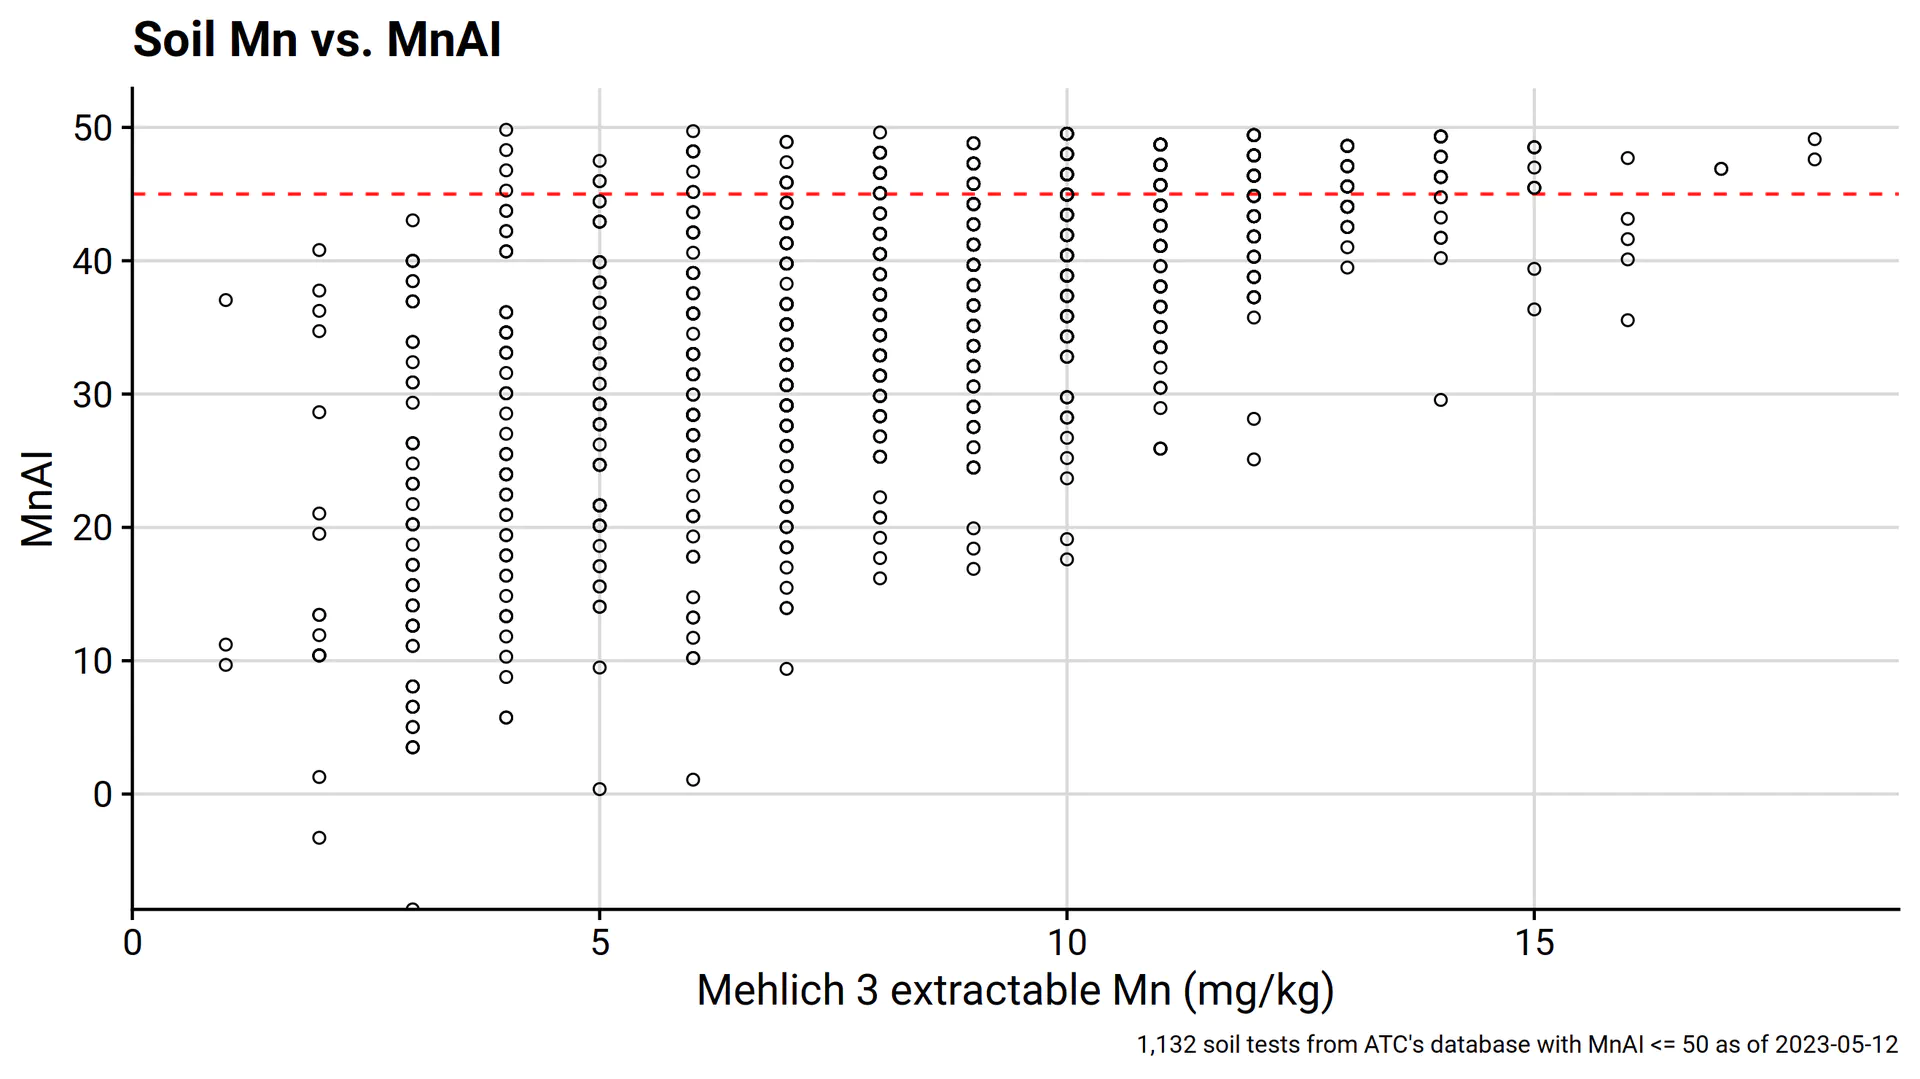 Soil Mn vs. MnAI
50
40
30
20
10
0
MnAI
0 5 10 15
Mehlich 3 extractable Mn (mg/kg)
1,132 soil tests from ATC's database with MnAI <= 50 as of 2023-05-12